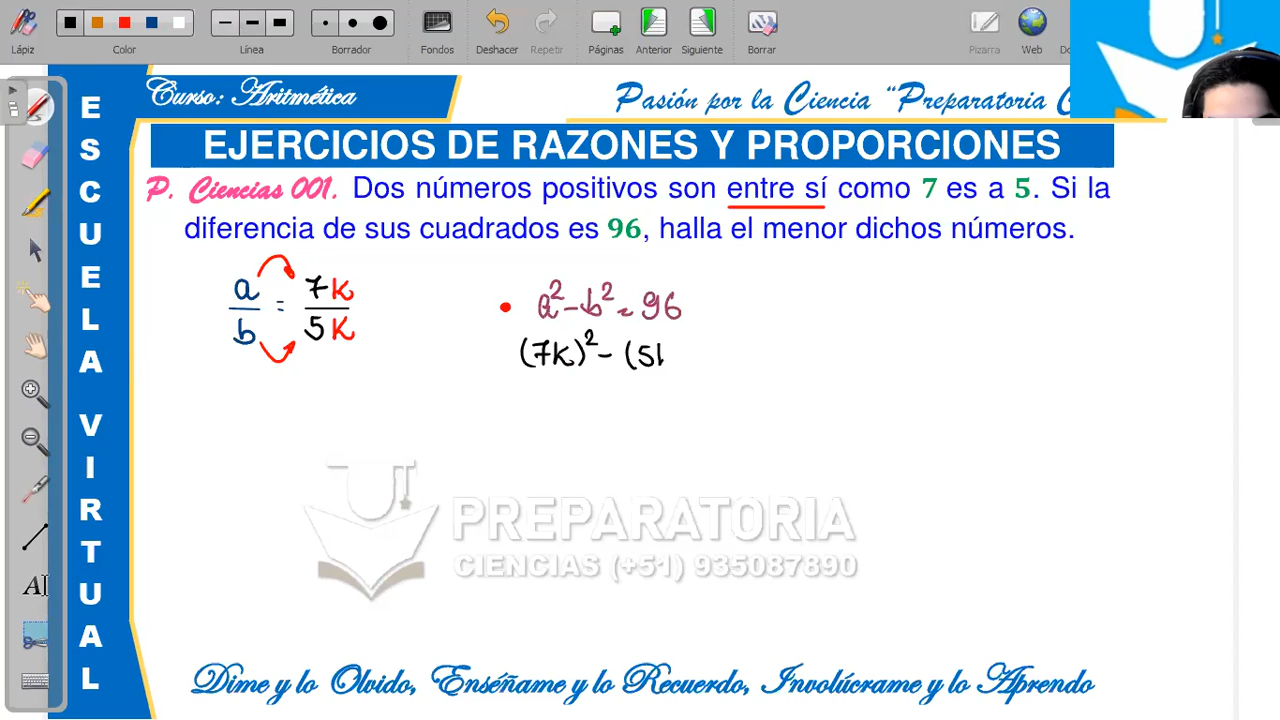 Lápiz Color Línea Borrador Fondos Deshacer Repetir Páginas Anterior Siguiente Borrar Pizarra Web
Curso: Aritmética
Pasión por la Ciencia “Preparatoria C
ESCUELA VIRTUAL
EJERCICIOS DE RAZONES Y PROPORCIONES
P. Ciencias 001. Dos números positivos son entre sí como 7 es a 5. Si la
diferencia de sus cuadrados es 96, halla el menor dichos números.
a/b = 7K/5K
• a² - b² = 96
(7K)² - (5
PREPARATORIA
CIENCIAS (+51) 935087890
Dime y lo Olvido, Enséñame y lo Recuerdo, Involúcrame y lo Aprendo